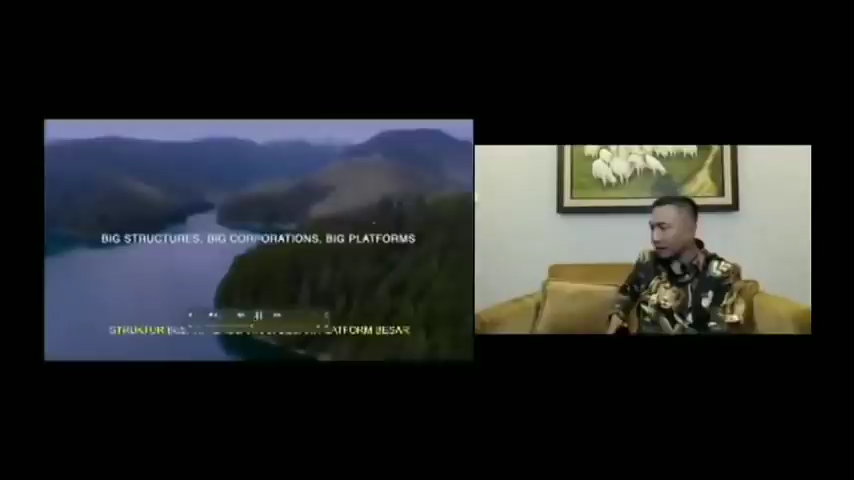 BIG STRUCTURES, BIG CORPORATIONS, BIG PLATFORMS
STRUKTUR PLATFORM BESAR